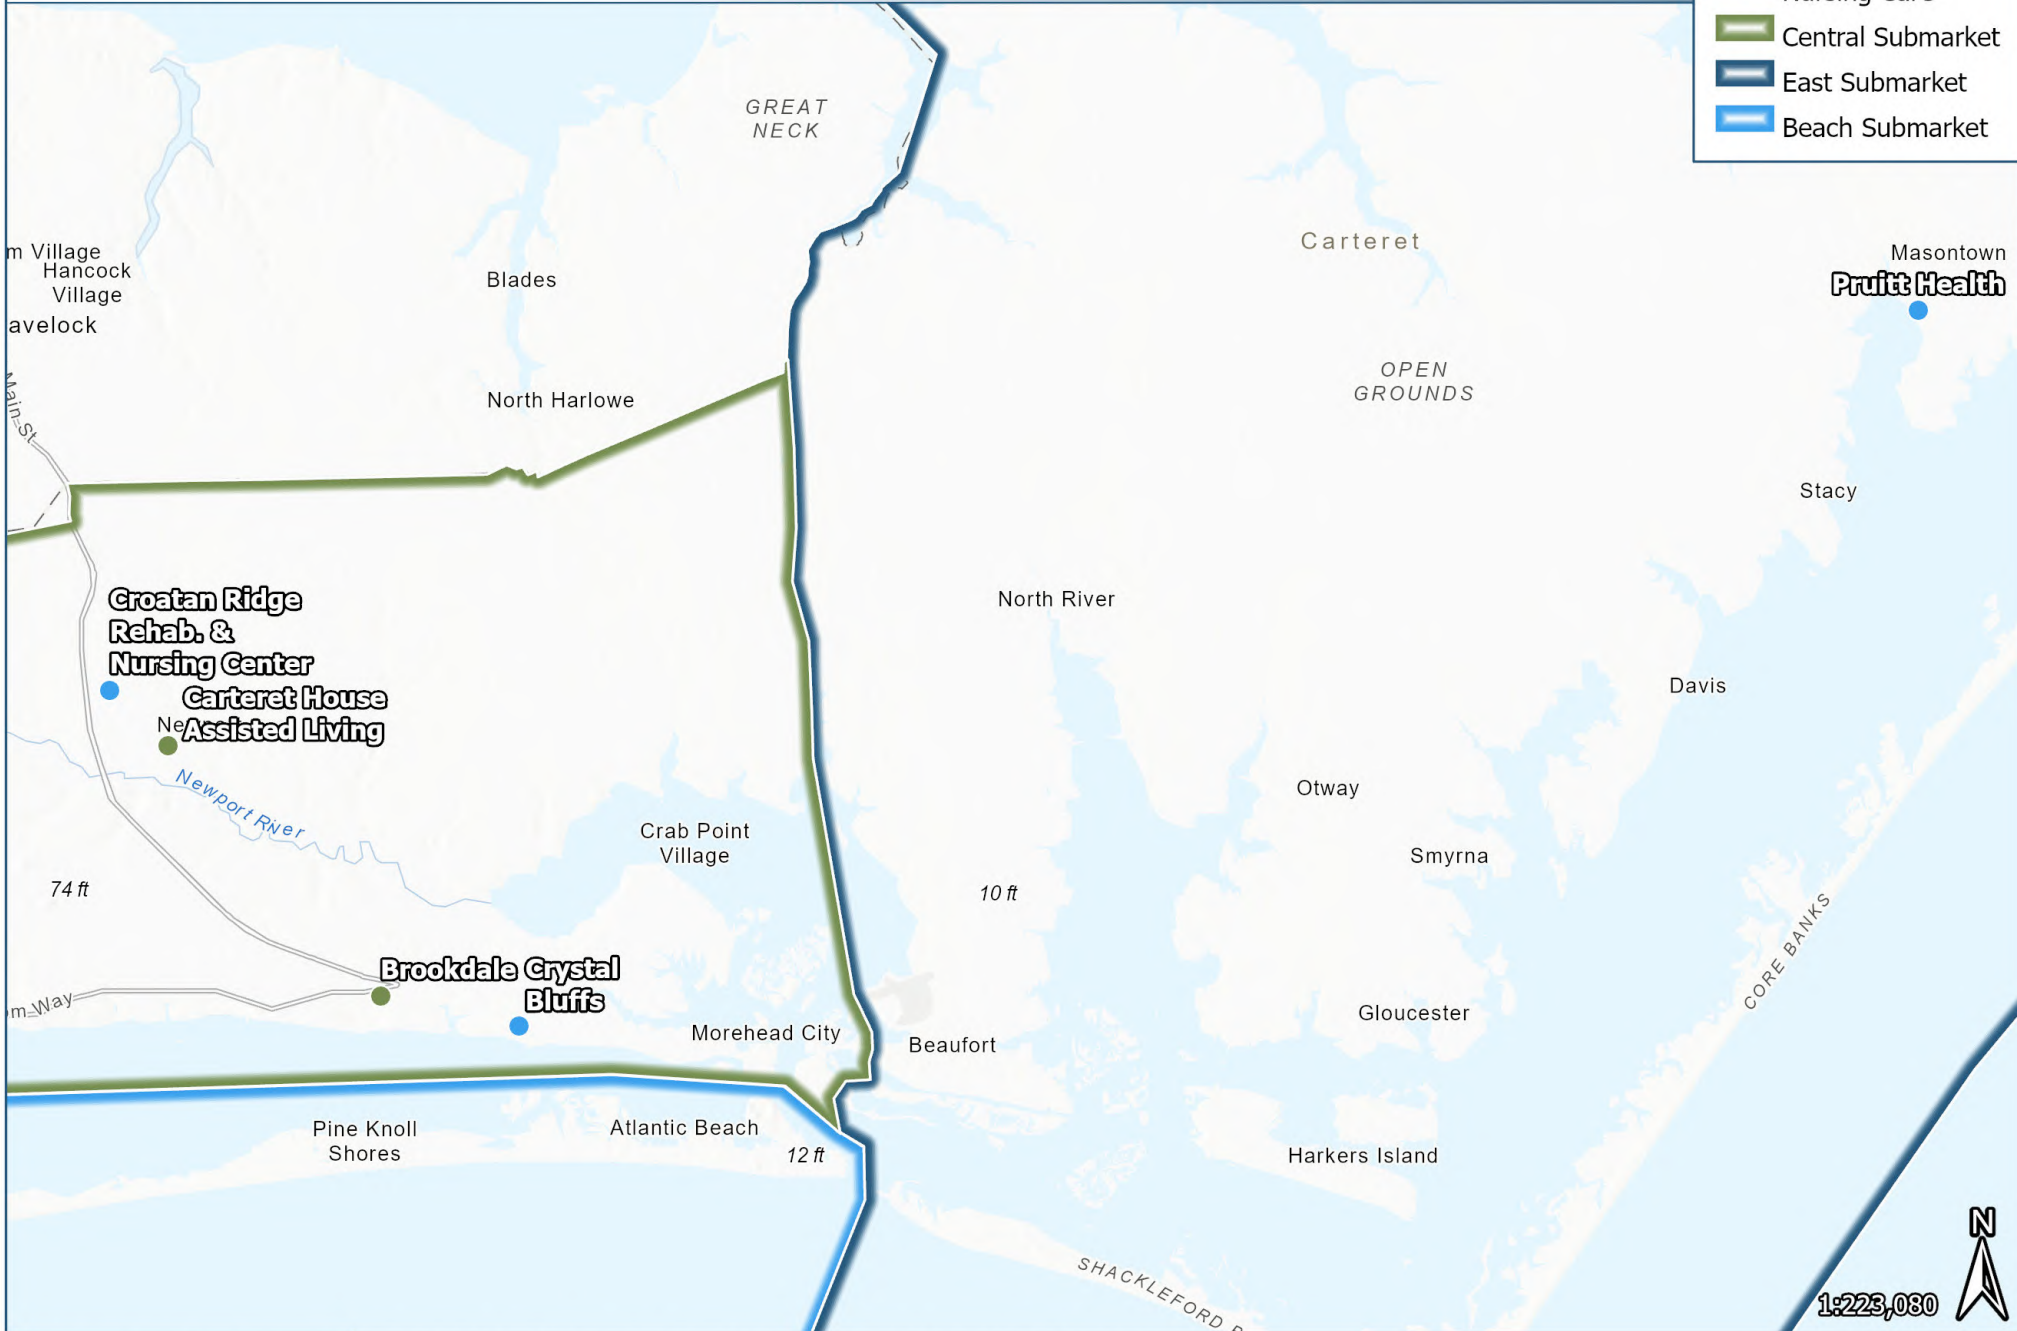 Central Submarket
East Submarket
Beach Submarket
GREAT
NECK
Carteret
Masontown
Pruitt Health
m Village
Hancock
Village
avelock
Blades
OPEN
GROUNDS
Main St
North Harlowe
Stacy
North River
Croatan Ridge
Rehab. &
Nursing Center
Carteret House
Assisted Living
Davis
Newport River
Otway
Crab Point
Village
Smyrna
74 ft
10 ft
CORE BANKS
Brookdale
Crystal
Bluffs
m Way
Morehead City
Beaufort
Gloucester
Pine Knoll
Shores
Atlantic Beach
12 ft
Harkers Island
SHACKLEFORD
N
1:223,080